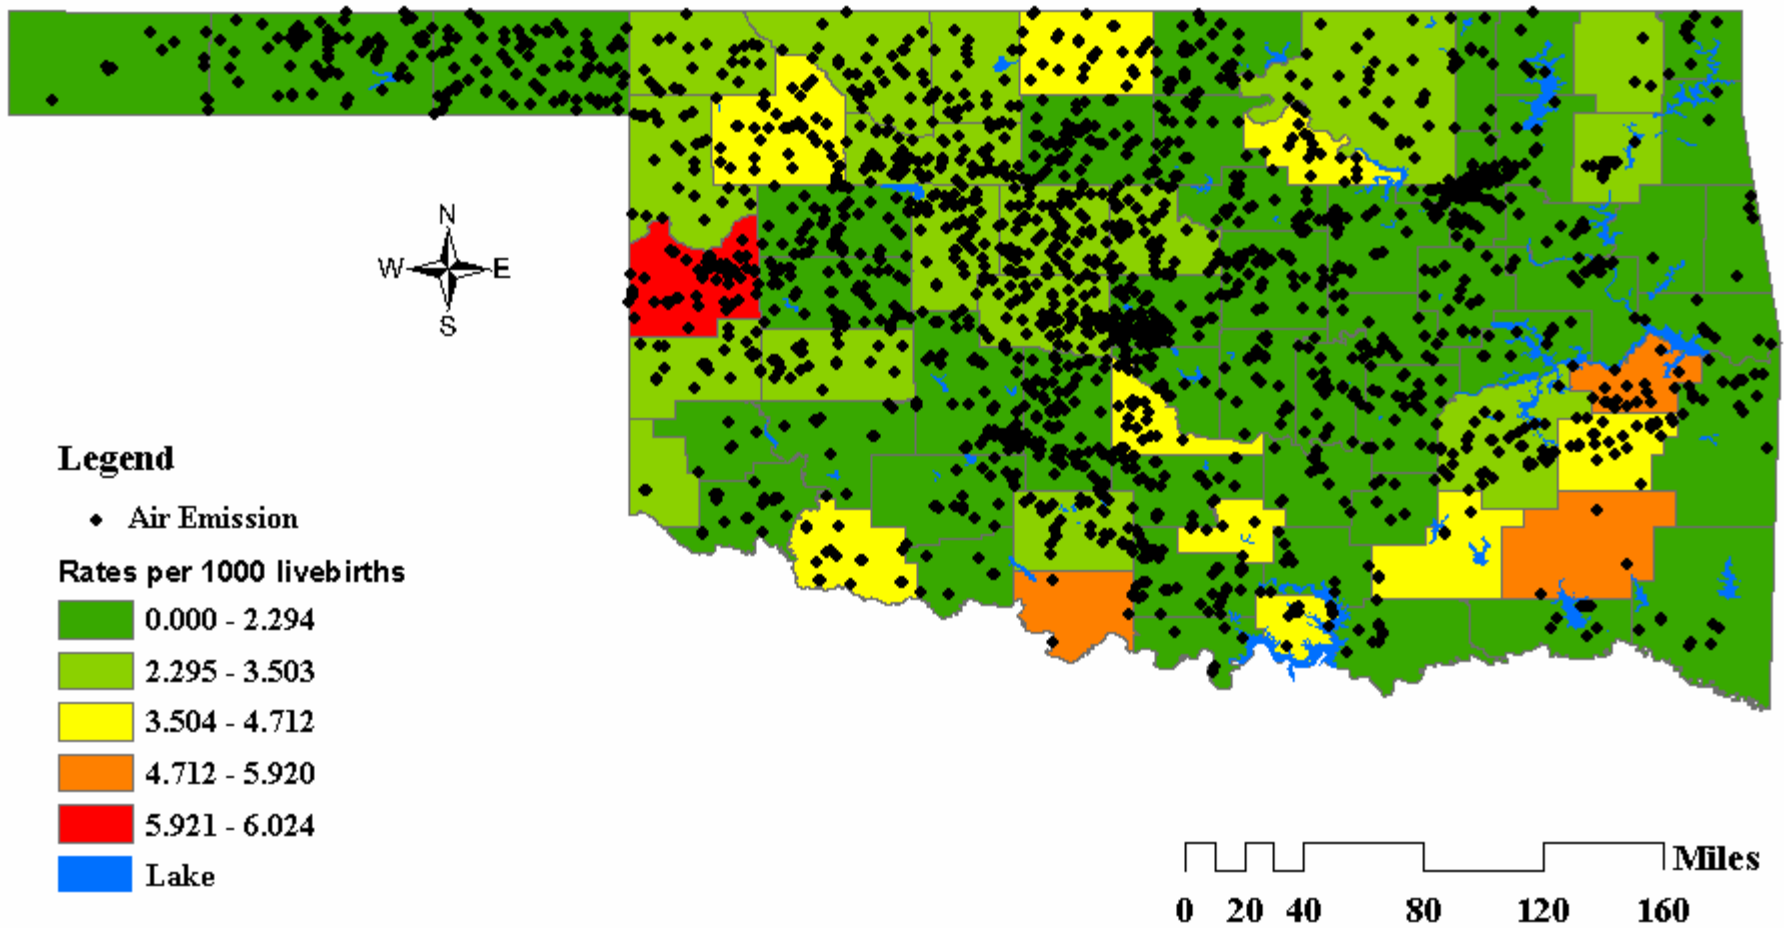 N
W E
S
Legend
Air Emission
Rates per 1000 livebirths
0.000 - 2.294
2.295 - 3.503
3.504 - 4.712
4.712 - 5.920
5.921 - 6.024
Lake
Miles
0 20 40 80 120 160